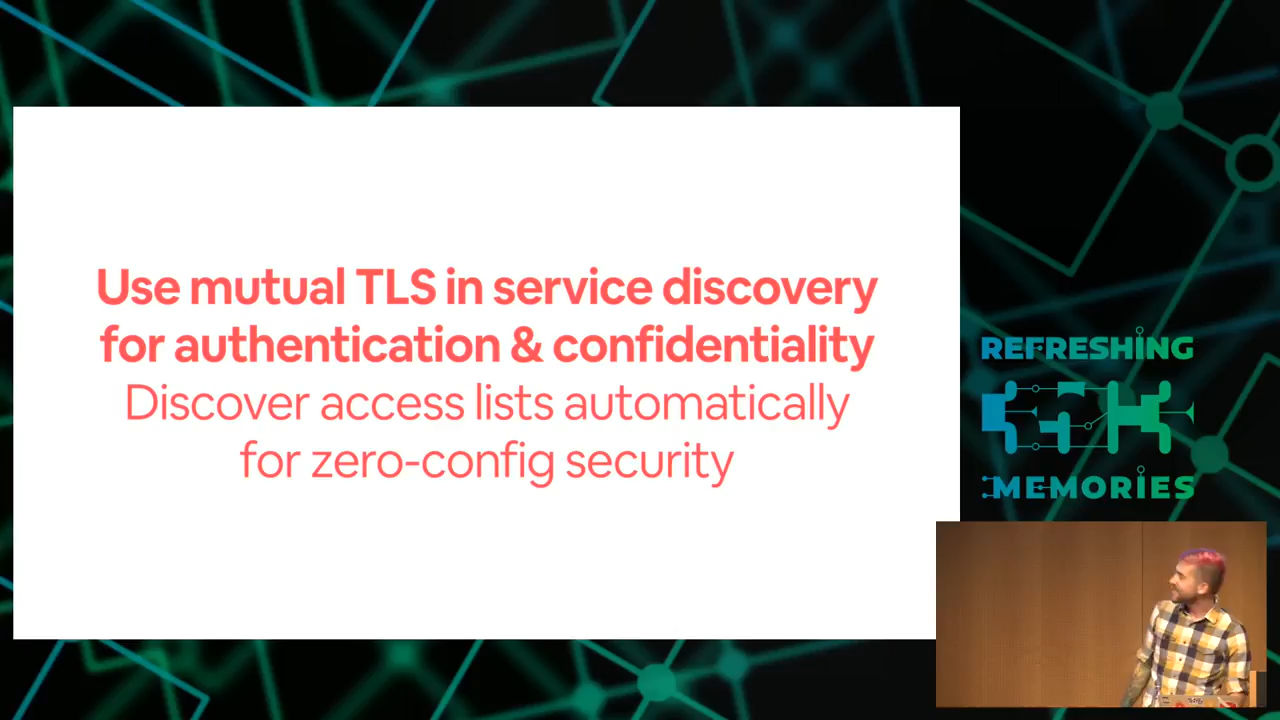 Use mutual TLS in service discovery
for authentication & confidentiality
Discover access lists automatically
for zero-config security
REFRESHING
MEMORIES